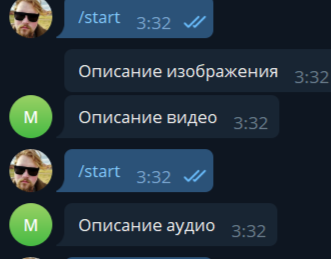 /start 3:32
Описание изображения 3:32
М Описание видео 3:32
/start 3:32
М Описание аудио 3:32